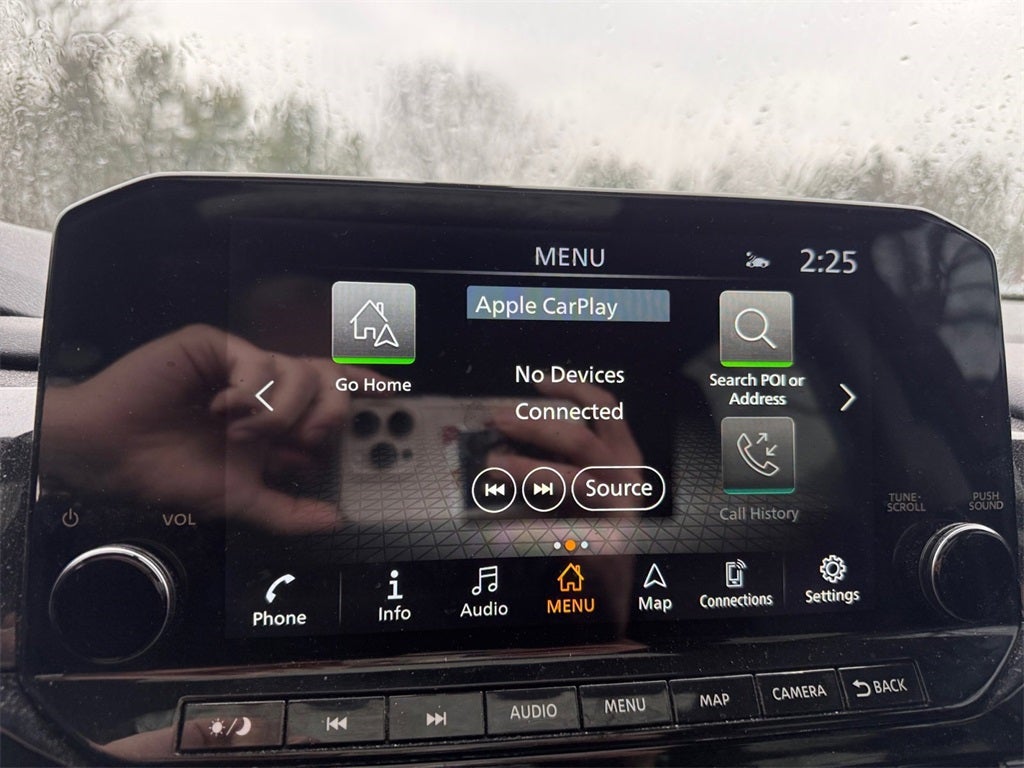 MENU
2:25
Apple CarPlay
Go Home
No Devices
Connected
Search POI or
Address
Source
Call History
VOL
TUNE·
SCROLL
PUSH
SOUND
Phone
Info
Audio
MENU
Map
Connections
Settings
AUDIO
MENU
MAP
CAMERA
BACK